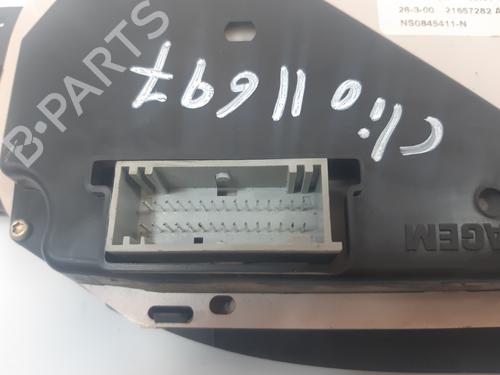 26-3-00 21657282 A
NS0845411-N
B-PARTS
Clio 11697
AGEM